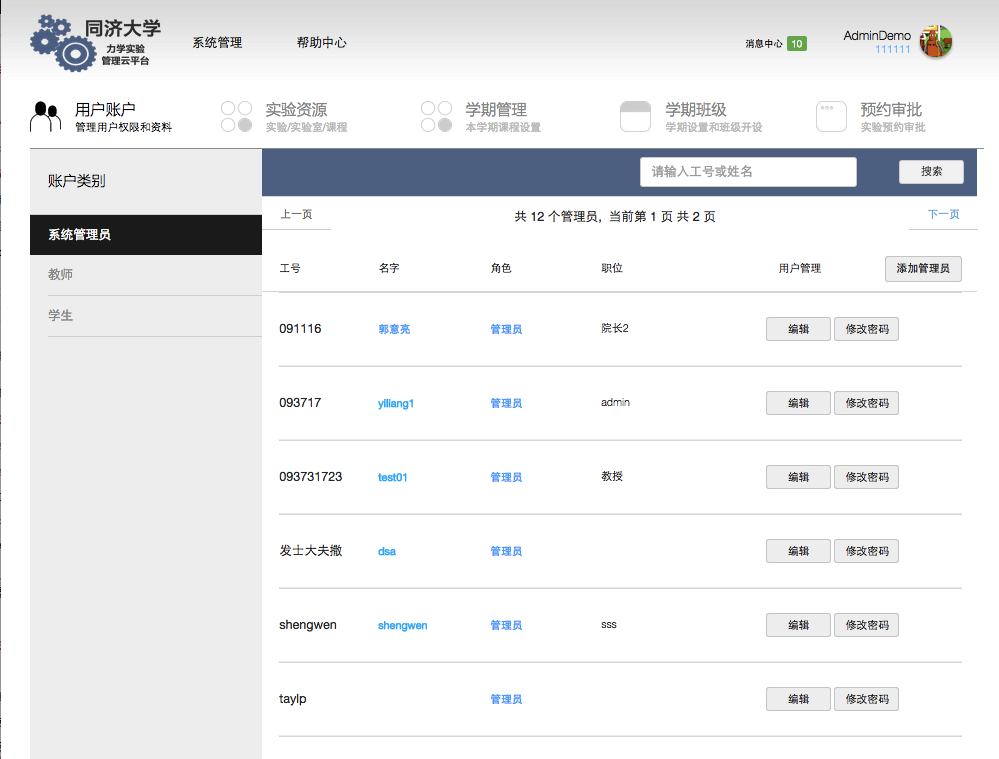 同济大学
力学实验
管理云平台
系统管理
帮助中心
消息中心 10
AdminDemo
111111
用户账户
管理用户权限和资料
实验资源
实验/实验室/课程
学期管理
本学期课程设置
学期班级
学期设置和班级开设
预约审批
实验预约审批
账户类别
系统管理员
教师
学生
请输入工号或姓名
搜索
上一页
共 12 个管理员，当前第 1 页 共 2 页
下一页
工号 名字 角色 职位 用户管理 添加管理员
091116 郭意亮 管理员 院长2 编辑 修改密码
093717 yiliang1 管理员 admin 编辑 修改密码
093731723 test01 管理员 教授 编辑 修改密码
发士大夫撒 dsa 管理员 编辑 修改密码
shengwen shengwen 管理员 sss 编辑 修改密码
taylp 管理员 编辑 修改密码